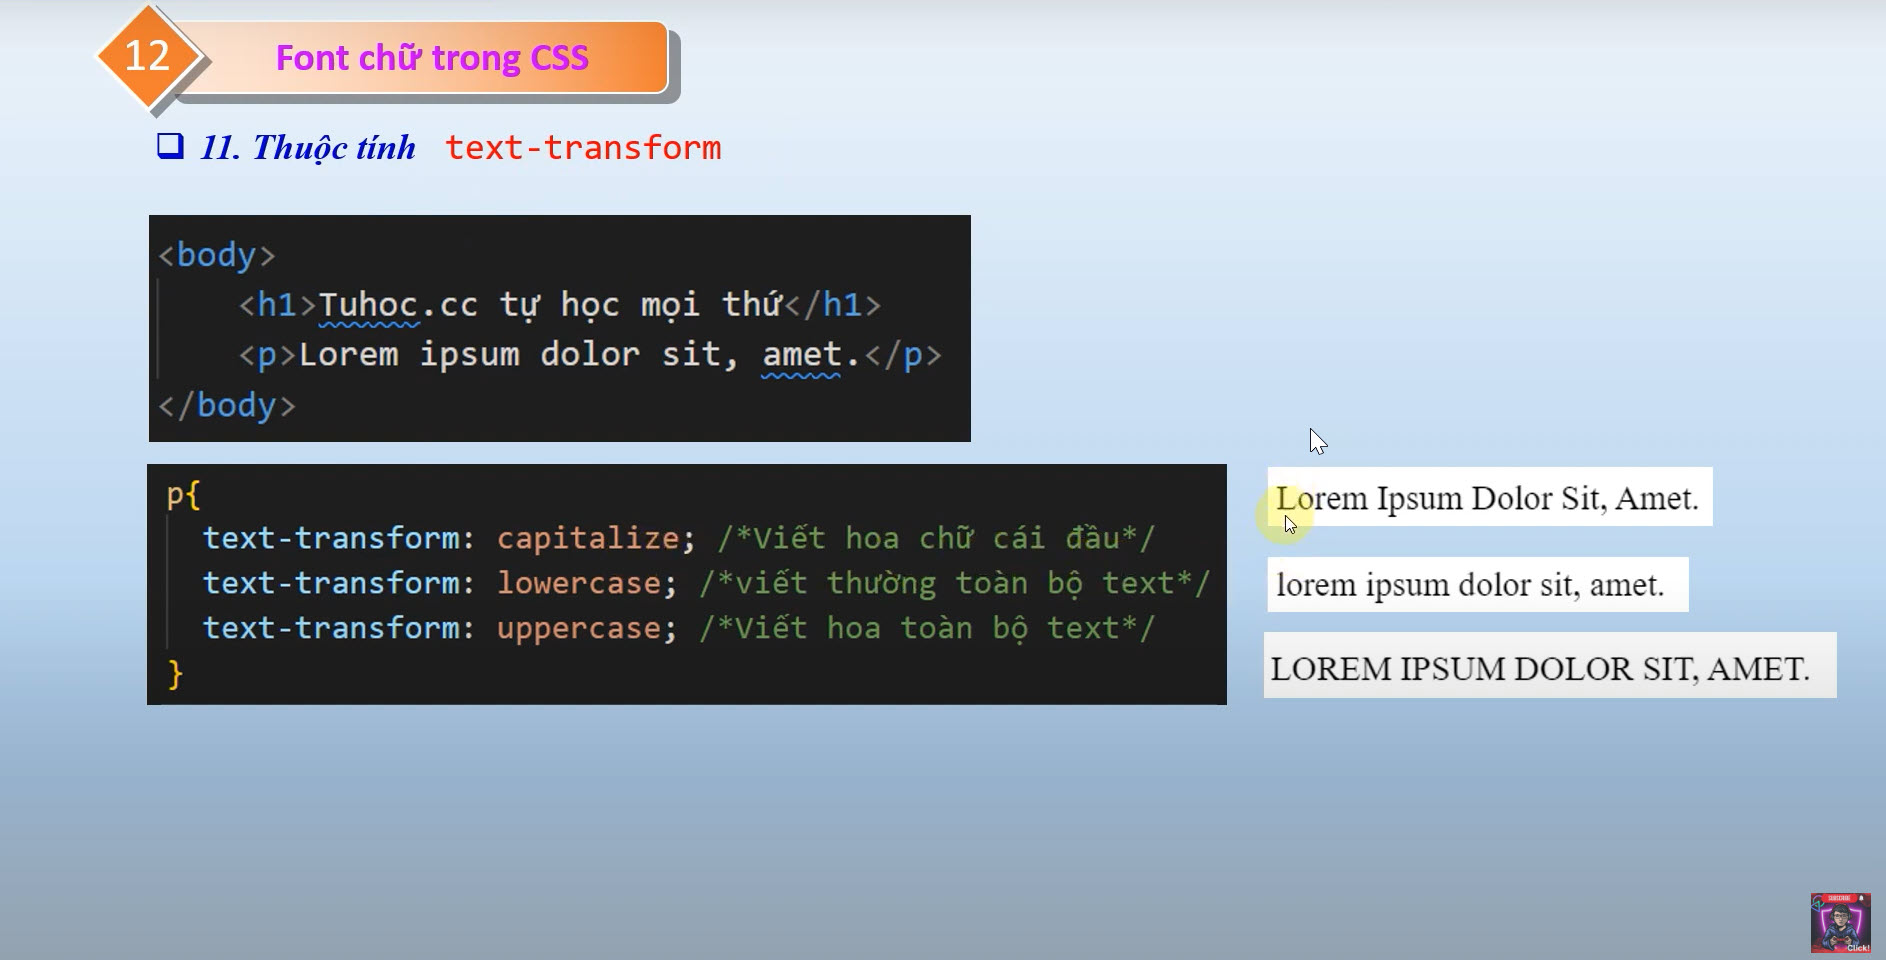 12
Font chữ trong CSS
11. Thuộc tính text-transform
<body>
<h1>Tuhoc.cc tự học mọi thứ</h1>
<p>Lorem ipsum dolor sit, amet.</p>
</body>
p{
text-transform: capitalize; /*Viết hoa chữ cái đầu*/
text-transform: lowercase; /*viết thường toàn bộ text*/
text-transform: uppercase; /*Viết hoa toàn bộ text*/
}
Lorem Ipsum Dolor Sit, Amet.
lorem ipsum dolor sit, amet.
LOREM IPSUM DOLOR SIT, AMET.
SUBSCRIBE
Click!